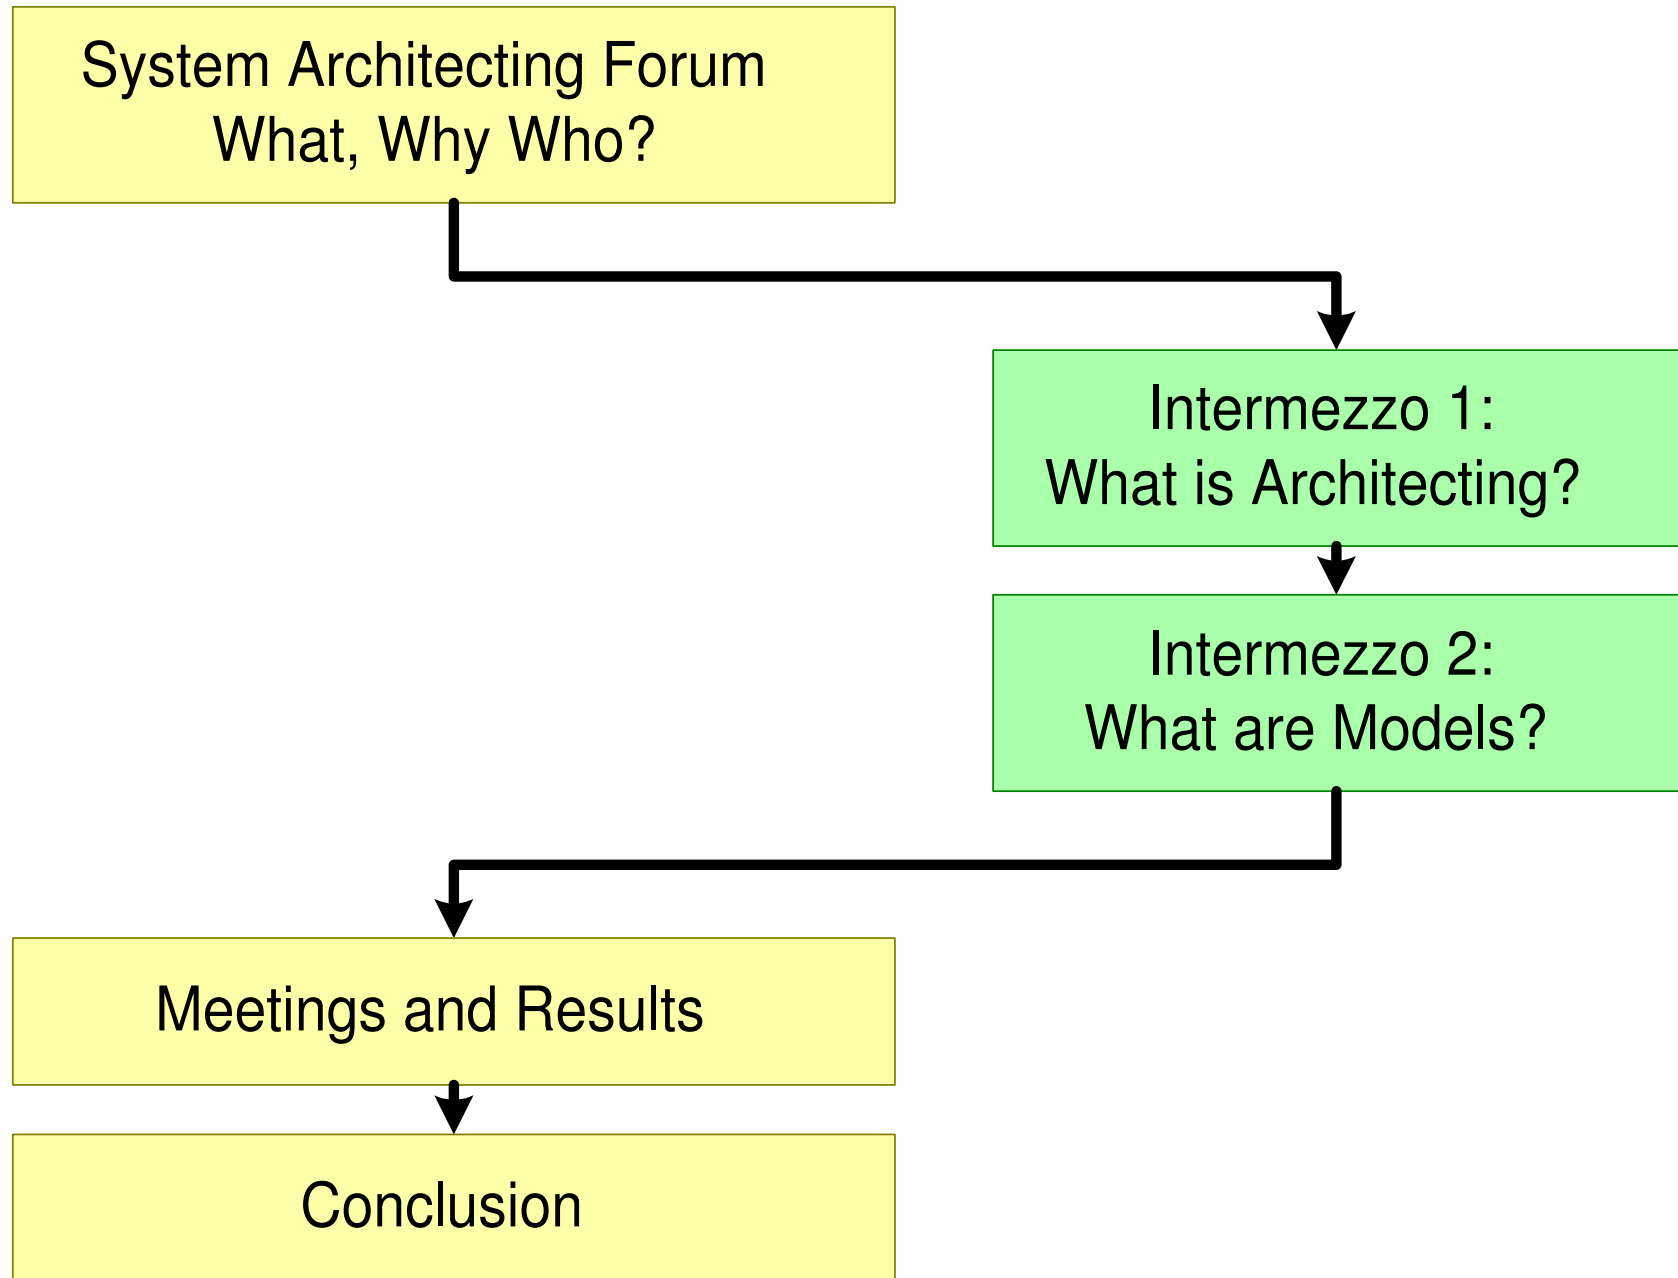 System Architecting Forum
What, Why Who?
Intermezzo 1:
What is Architecting?
Intermezzo 2:
What are Models?
Meetings and Results
Conclusion